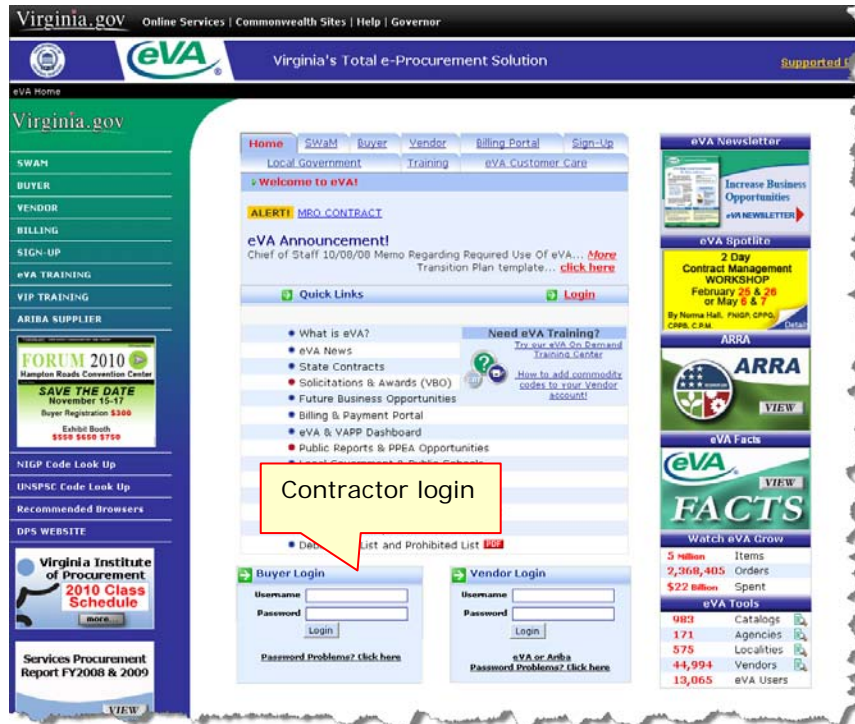 Virginia.gov Online Services | Commonwealth Sites | Help | Governor
eVA Virginia's Total e-Procurement Solution Supported
eVA Home
Virginia.gov
SWAM
BUYER
VENDOR
BILLING
SIGN-UP
eVA TRAINING
VIP TRAINING
ARIBA SUPPLIER
FORUM 2010
Hampton Roads Convention Center
SAVE THE DATE
November 15-17
Buyer Registration $300
Exhibit Booth
$550 $650 $750
NIGP Code Look Up
UNSPSC Code Look Up
Recommended Browsers
DPS WEBSITE
Virginia Institute
of Procurement
2010 Class
Schedule
more...
Services Procurement
Report FY2008 & 2009
VIEW
Home SWaM Buyer Vendor Billing Portal Sign-Up
Local Government Training eVA Customer Care
Welcome to eVA!
ALERT! MRO CONTRACT
eVA Announcement!
Chief of Staff 10/08/08 Memo Regarding Required Use Of eVA... More
Transition Plan template... click here
Quick Links Login
What is eVA?
eVA News
State Contracts
Solicitations & Awards (VBO)
Future Business Opportunities
Billing & Payment Portal
eVA & VAPP Dashboard
Public Reports & PPEA Opportunities
Need eVA Training?
Try our eVA On Demand
Training Center
How to add commodity
codes to your Vendor
account!
Contractor login
List and Prohibited List PDF
Buyer Login
Username
Password
Login
Password Problems? Click here
Vendor Login
Username
Password
Login
eVA or Ariba
Password Problems? Click here
eVA Newsletter
Increase Business
Opportunities
eVA NEWSLETTER
eVA Spotlite
2 Day
Contract Management
WORKSHOP
February 25 & 26
or May 6 & 7
By Norma Hall, FNIGP, CPPO,
CPPB, C.P.M. Detail
ARRA
ARRA
VIEW
eVA Facts
eVA
VIEW
FACTS
Watch eVA Grow
5 Million Items
2,368,405 Orders
$22 Billion Spent
eVA Tools
983 Catalogs
171 Agencies
575 Localities
44,994 Vendors
13,065 eVA Users